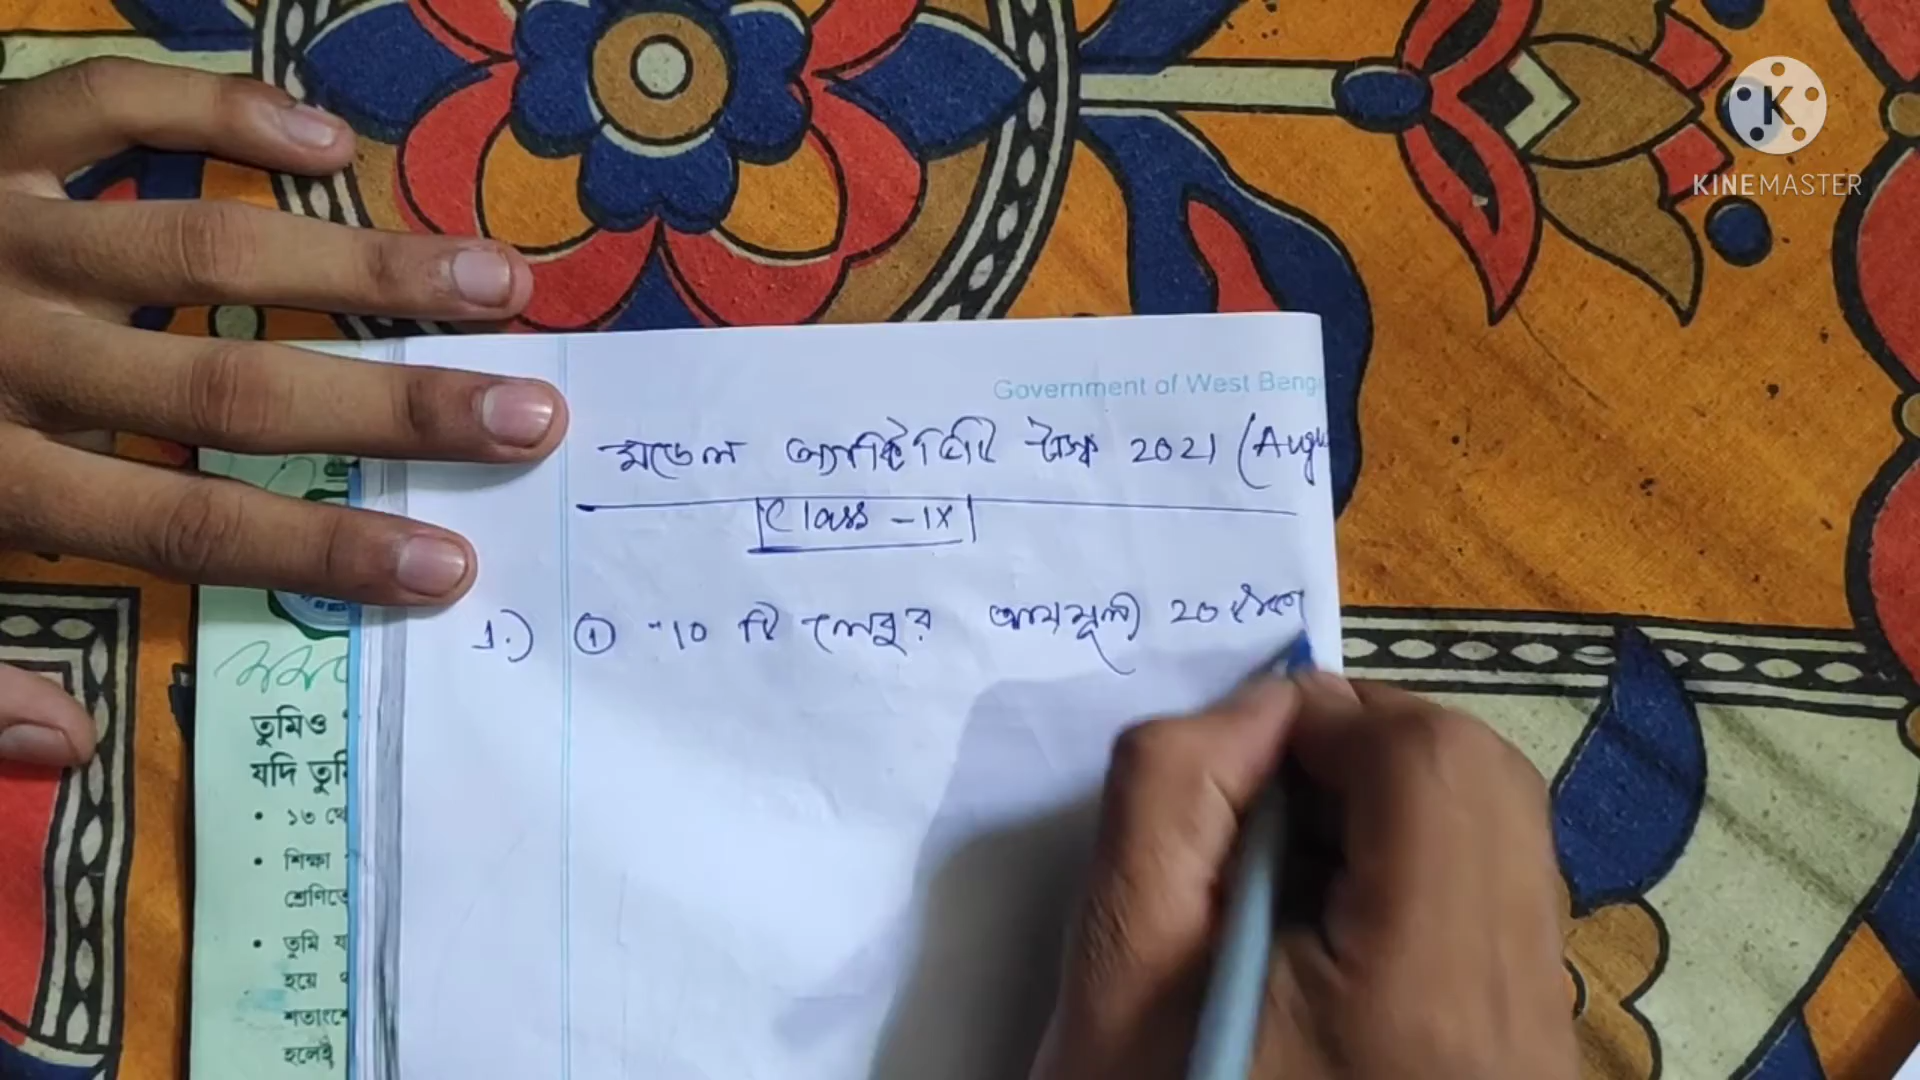 K
KINEMASTER
Government of West Beng
মডেল অ্যাক্টিভিটি টাস্ক 2021 (Augu
Class - IX
1.) ① 10 টি লেবুর ক্রয়মূল্য 20 টাকা
তুমিও
যদি তুমি
• ১৩ থে
• শিক্ষা
শ্রেণিতে
• তুমি য
হয়ে
শতাংশে
হলেই